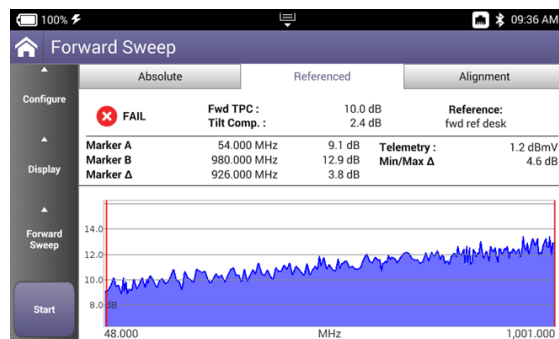 100% 09:36 AM
Forward Sweep
Absolute Referenced Alignment
Configure
FAIL
Fwd TPC : 10.0 dB
Tilt Comp. : 2.4 dB
Reference:
fwd ref desk
Marker A 54.000 MHz 9.1 dB
Marker B 980.000 MHz 12.9 dB
Marker Δ 926.000 MHz 3.8 dB
Telemetry : 1.2 dBmV
Min/Max Δ 4.6 dB
Display
Forward
Sweep
Start
14.0
12.0
10.0
8.0 dB
48.000 MHz 1,001.000